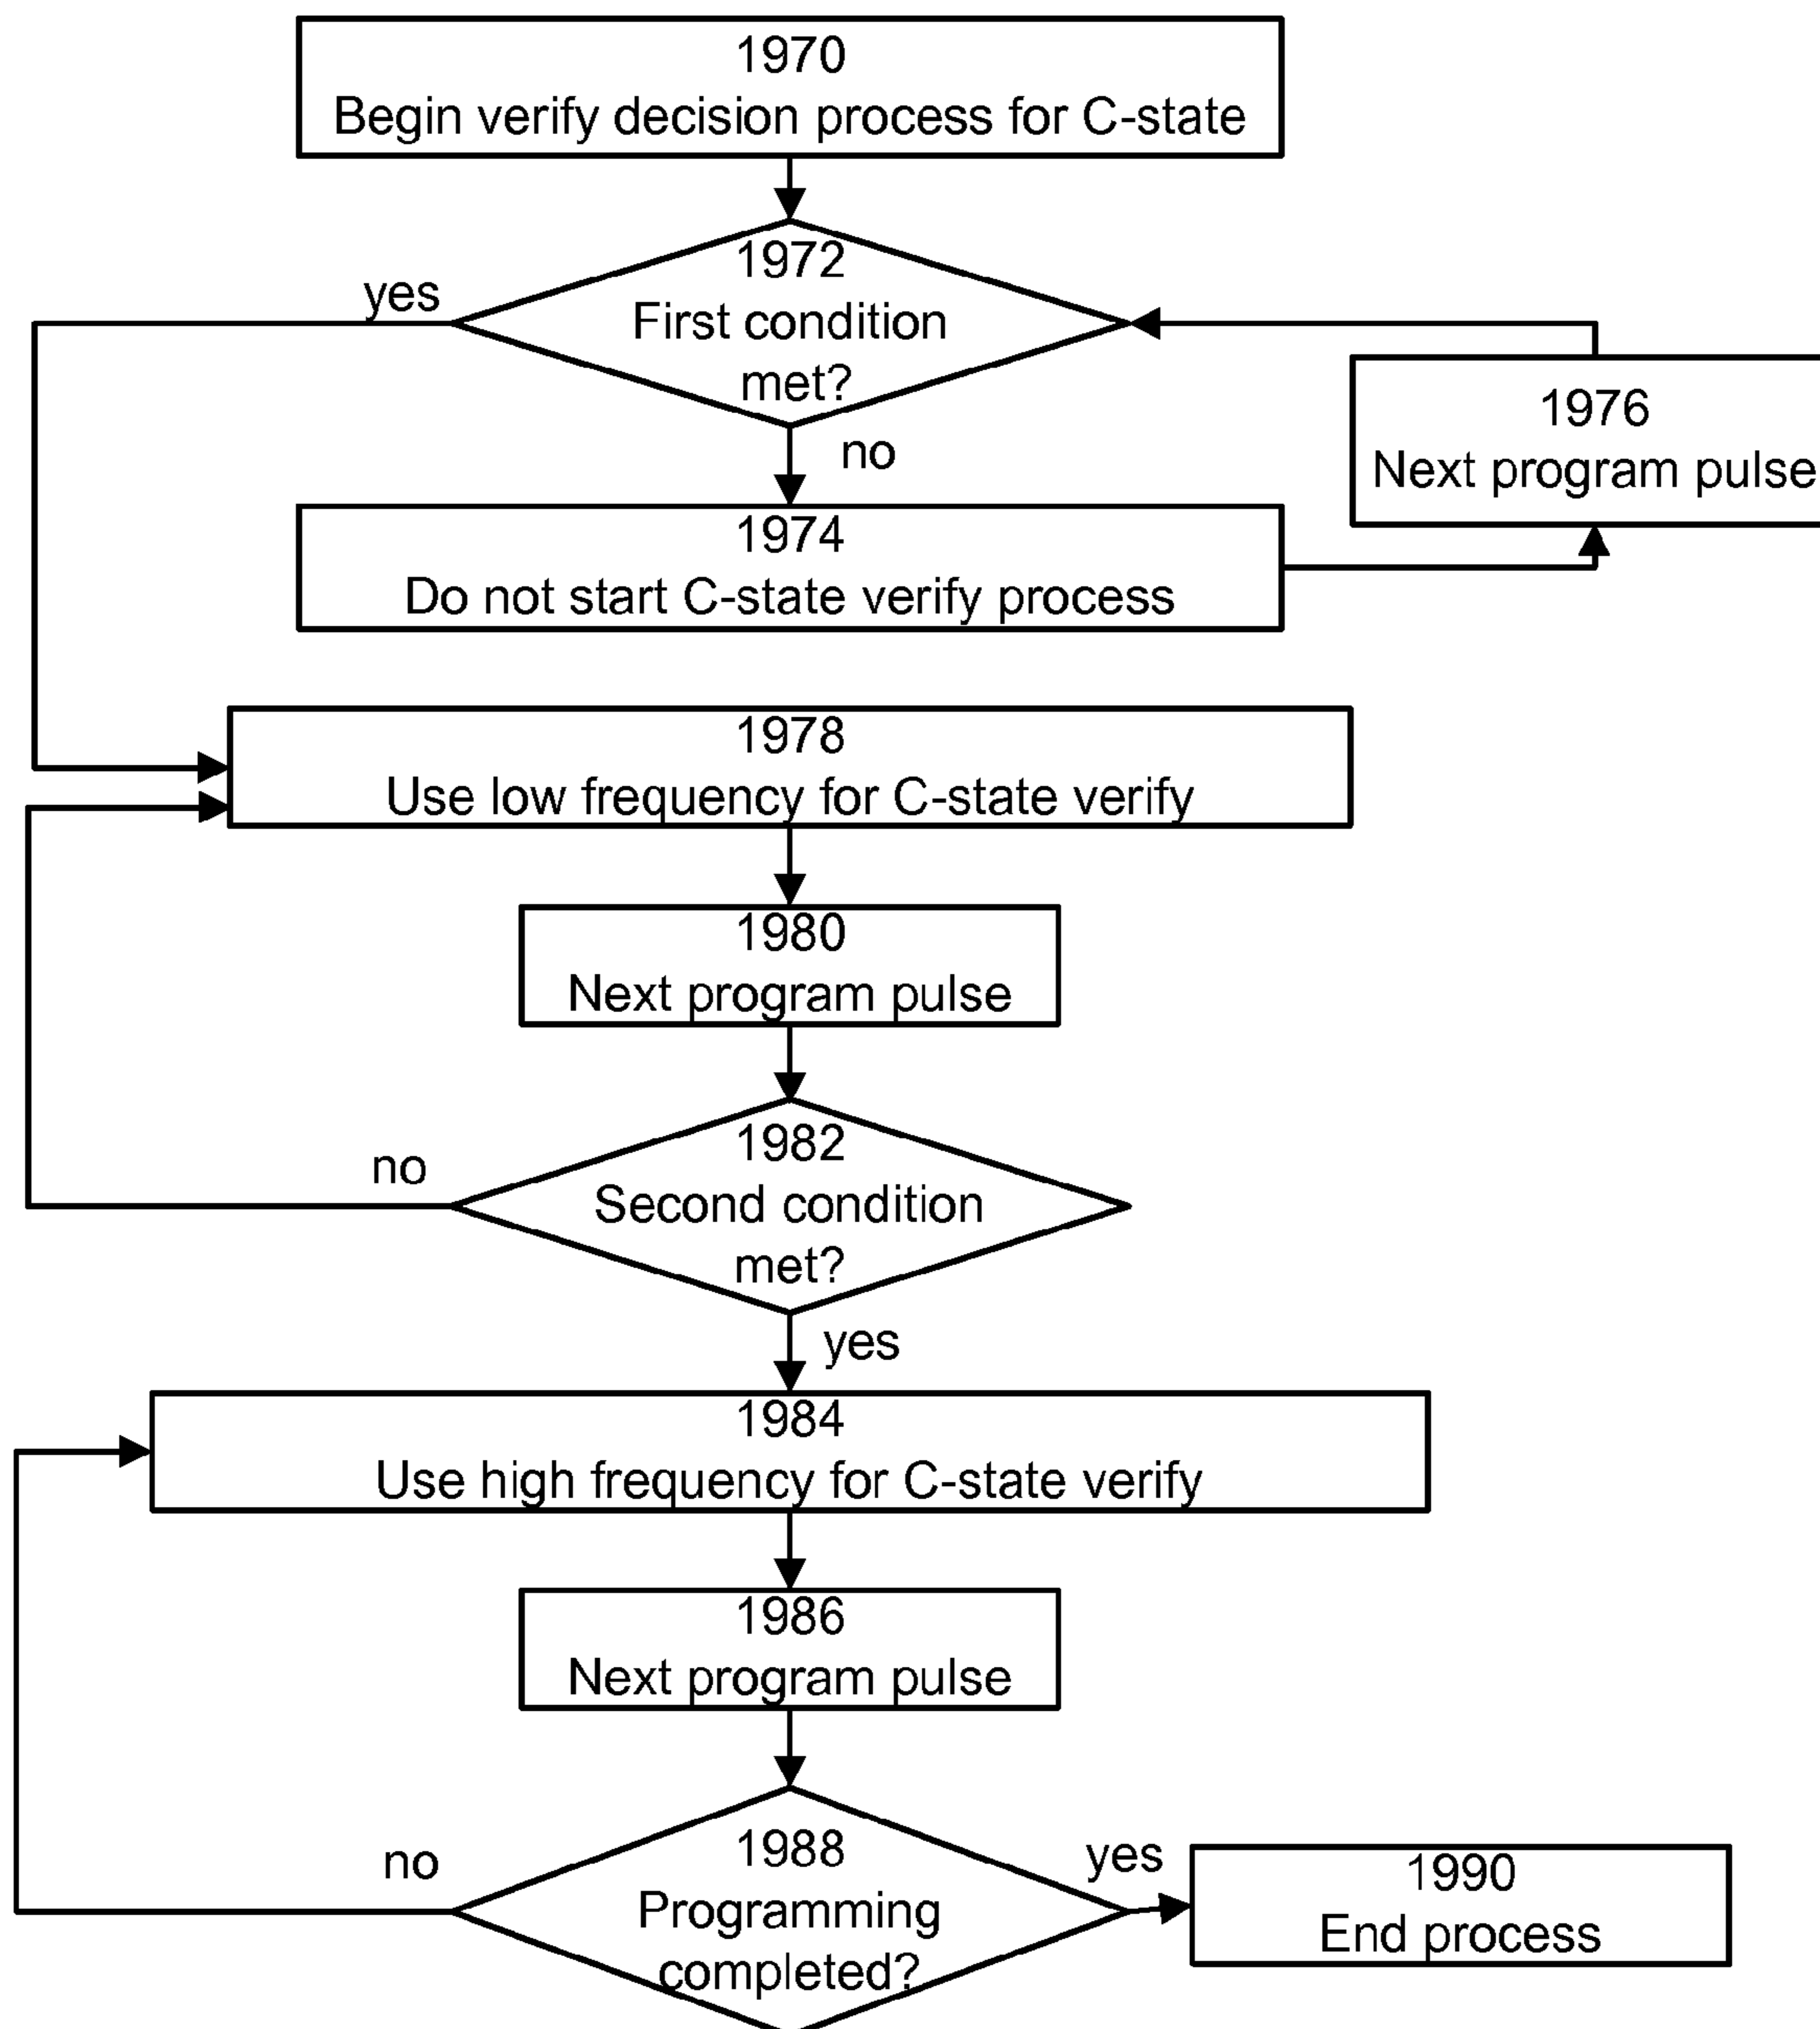 1970
Begin verify decision process for C-state
yes
1972
First condition
met?
no
1976
Next program pulse
1974
Do not start C-state verify process
1978
Use low frequency for C-state verify
1980
Next program pulse
no
1982
Second condition
met?
yes
1984
Use high frequency for C-state verify
1986
Next program pulse
no
1988
Programming
completed?
yes
1990
End process